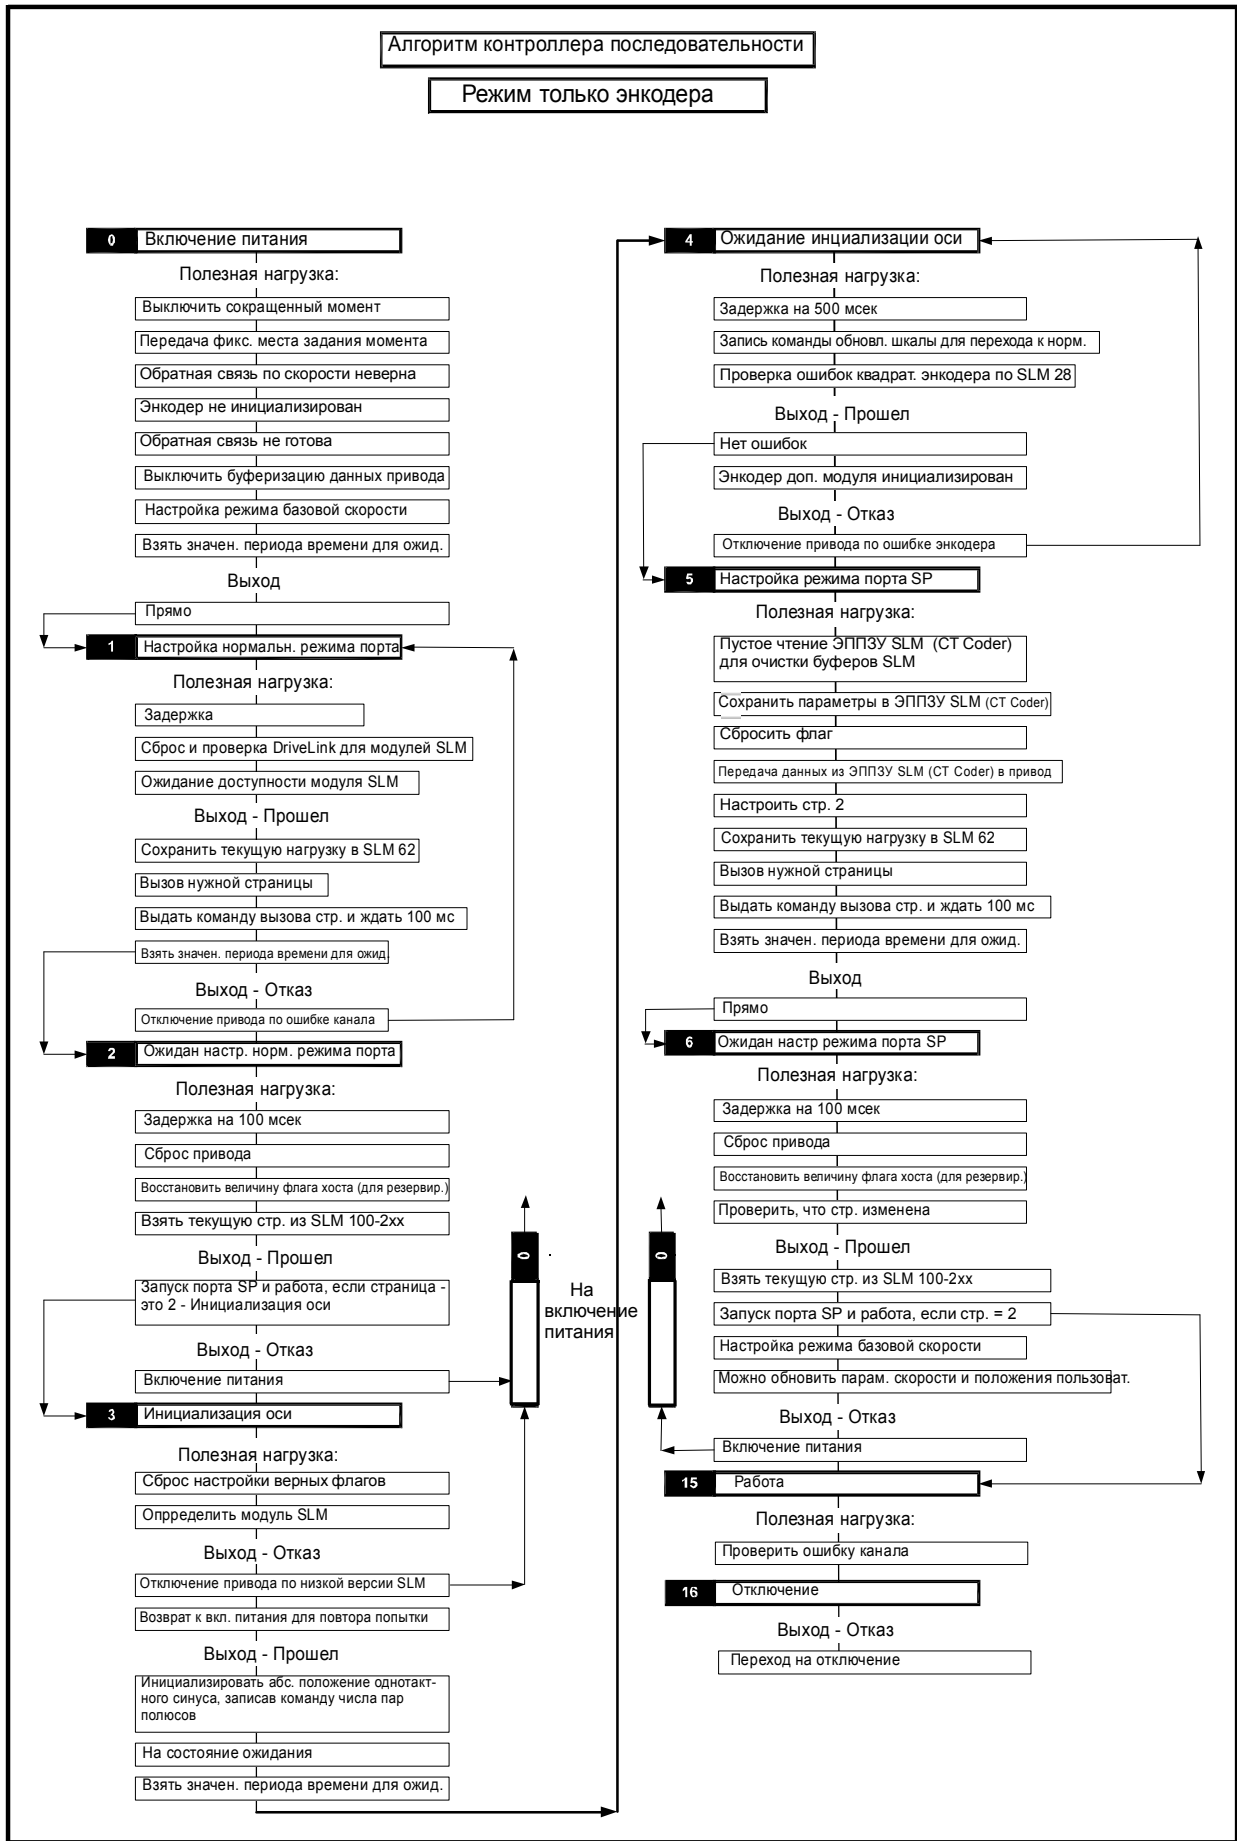 Алгоритм контроллера последовательности
Режим только энкодера
0 Включение питания
Полезная нагрузка:
Выключить сокращенный момент
Передача фикс. места задания момента
Обратная связь по скорости неверна
Энкодер не инициализирован
Обратная связь не готова
Выключить буферизацию данных привода
Настройка режима базовой скорости
Взять значен. периода времени для ожид.
Выход
Прямо
1 Настройка нормальн. режима порта
Полезная нагрузка:
Задержка
Сброс и проверка DriveLink для модулей SLM
Ожидание доступности модуля SLM
Выход - Прошел
Сохранить текущую нагрузку в SLM 62
Вызов нужной страницы
Выдать команду вызова стр. и ждать 100 мс
Взять значен. периода времени для ожид.
Выход - Отказ
Отключение привода по ошибке канала
2 Ожидан настр. норм. режима порта
Полезная нагрузка:
Задержка на 100 мсек
Сброс привода
Восстановить величину флага хоста (для резервир.)
Взять текущую стр. из SLM 100-2xx
Выход - Прошел
Запуск порта SP и работа, если страница -
это 2 - Инициализация оси
Выход - Отказ
Включение питания
3 Инициализация оси
Полезная нагрузка:
Сброс настройки верных флагов
Опрределить модуль SLM
Выход - Отказ
Отключение привода по низкой версии SLM
Возврат к вкл. питания для повтора попытки
Выход - Прошел
Инициализировать абс. положение однотакт-
ного синуса, записав команду числа пар
полюсов
На состояние ожидания
Взять значен. периода времени для ожид.
0
На
включение
питания
0
4 Ожидание инциализации оси
Полезная нагрузка:
Задержка на 500 мсек
Запись команды обновл. шкалы для перехода к норм.
Проверка ошибок квадрат. энкодера по SLM 28
Выход - Прошел
Нет ошибок
Энкодер доп. модуля инициализирован
Выход - Отказ
Отключение привода по ошибке энкодера
5 Настройка режима порта SP
Полезная нагрузка:
Пустое чтение ЭППЗУ SLM (CT Coder)
для очистки буферов SLM
Сохранить параметры в ЭППЗУ SLM (CT Coder)
Сбросить флаг
Передача данных из ЭППЗУ SLM (CT Coder) в привод
Настроить стр. 2
Сохранить текущую нагрузку в SLM 62
Вызов нужной страницы
Выдать команду вызова стр. и ждать 100 мс
Взять значен. периода времени для ожид.
Выход
Прямо
6 Ожидан настр режима порта SP
Полезная нагрузка:
Задержка на 100 мсек
Сброс привода
Восстановить величину флага хоста (для резервир.)
Проверить, что стр. изменена
Выход - Прошел
Взять текущую стр. из SLM 100-2xx
Запуск порта SP и работа, если стр. = 2
Настройка режима базовой скорости
Можно обновить парам. скорости и положения пользоват.
Выход - Отказ
Включение питания
15 Работа
Полезная нагрузка:
Проверить ошибку канала
16 Отключение
Выход - Отказ
Переход на отключение